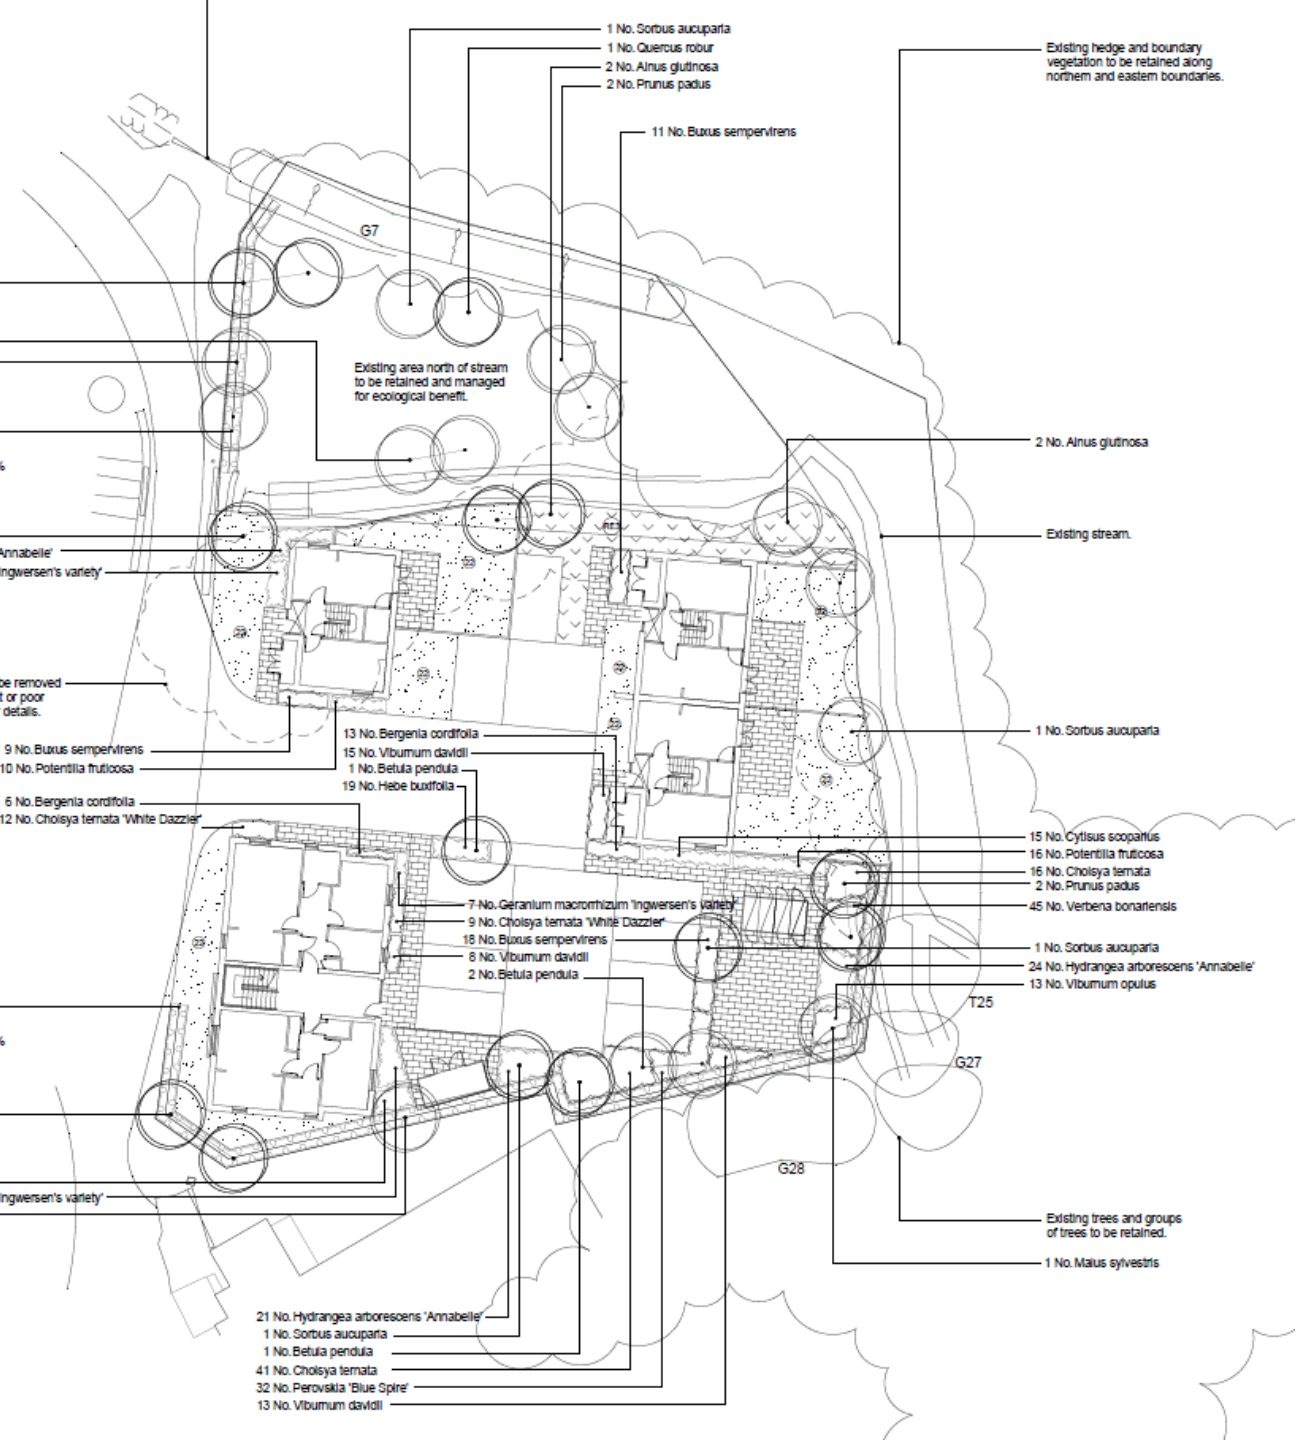 1 No. Sorbus aucuparia
1 No. Quercus robur
2 No. Alnus glutinosa
2 No. Prunus padus
11 No. Buxus sempervirens
Existing hedge and boundary
vegetation to be retained along
northern and eastern boundaries.
G7
Existing area north of stream
to be retained and managed
for ecological benefit.
2 No. Alnus glutinosa
%
Existing stream.
Annabelle'
ingwersen's variety'
be removed
t or poor
details.
1 No. Sorbus aucuparia
9 No. Buxus sempervirens
10 No. Potentilla fruticosa
13 No. Bergenia cordifolia
15 No. Viburnum davidii
1 No. Betula pendula
19 No. Hebe buxifolia
6 No. Bergenia cordifolia
12 No. Choisya ternata 'White Dazzler'
15 No. Cytisus scoparius
16 No. Potentilla fruticosa
16 No. Choisya ternata
2 No. Prunus padus
45 No. Verbena bonariensis
7 No. Geranium macrorrhizum 'Ingwersen's variety'
9 No. Choisya ternata 'White Dazzler'
18 No. Buxus sempervirens
8 No. Viburnum davidii
2 No. Betula pendula
1 No. Sorbus aucuparia
24 No. Hydrangea arborescens 'Annabelle'
13 No. Viburnum opulus
T25
%
G27
G28
ingwersen's variety'
Existing trees and groups
of trees to be retained.
1 No. Malus sylvestris
21 No. Hydrangea arborescens 'Annabelle'
1 No. Sorbus aucuparia
1 No. Betula pendula
41 No. Choisya ternata
32 No. Perovskia 'Blue Spire'
13 No. Viburnum davidii